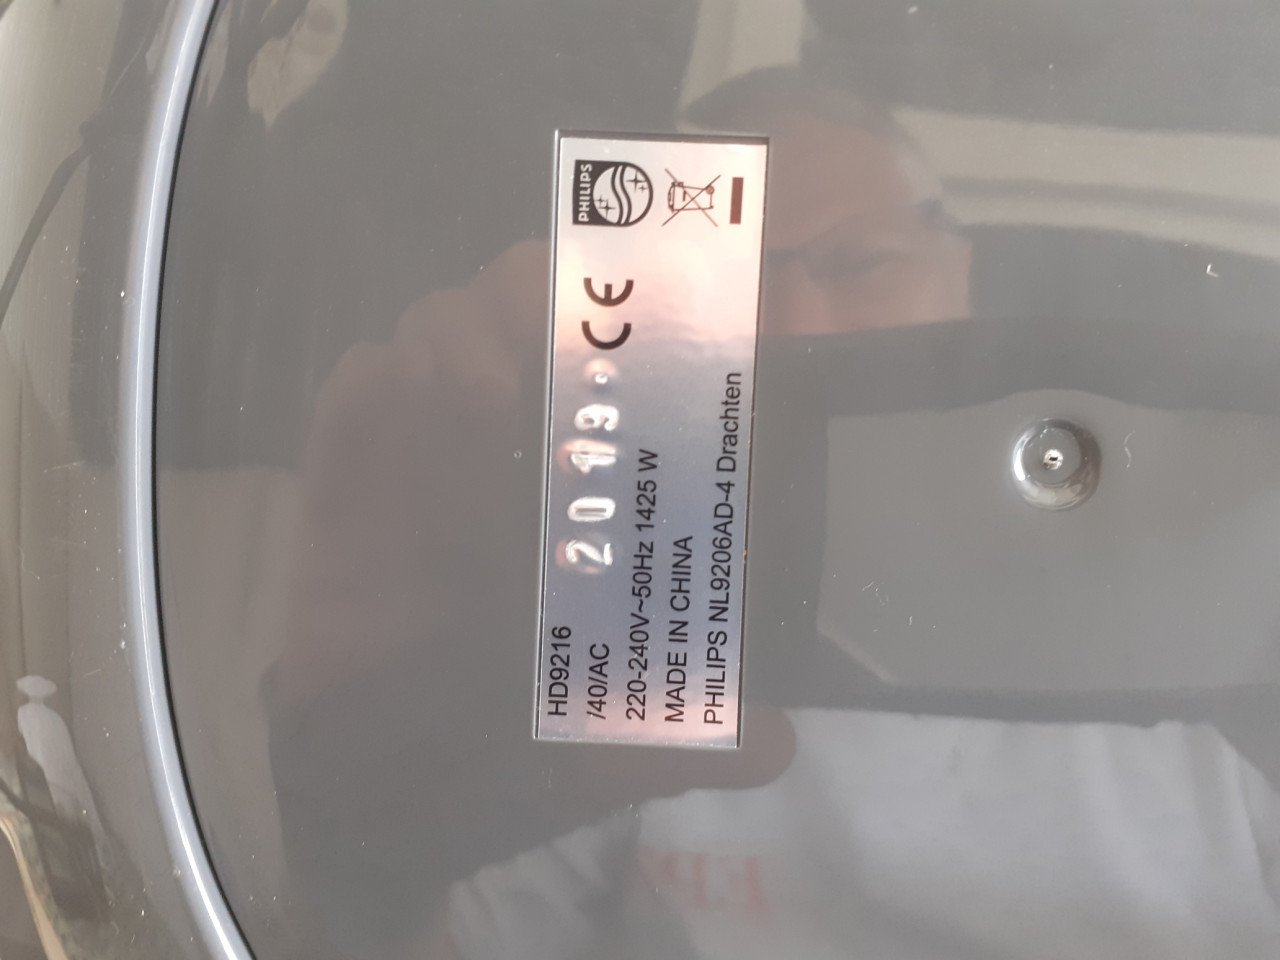 HD9216
/40/AC
2019.
220-240V~50Hz 1425 W
MADE IN CHINA
PHILIPS NL9206AD-4 Drachten
CE
PHILIPS